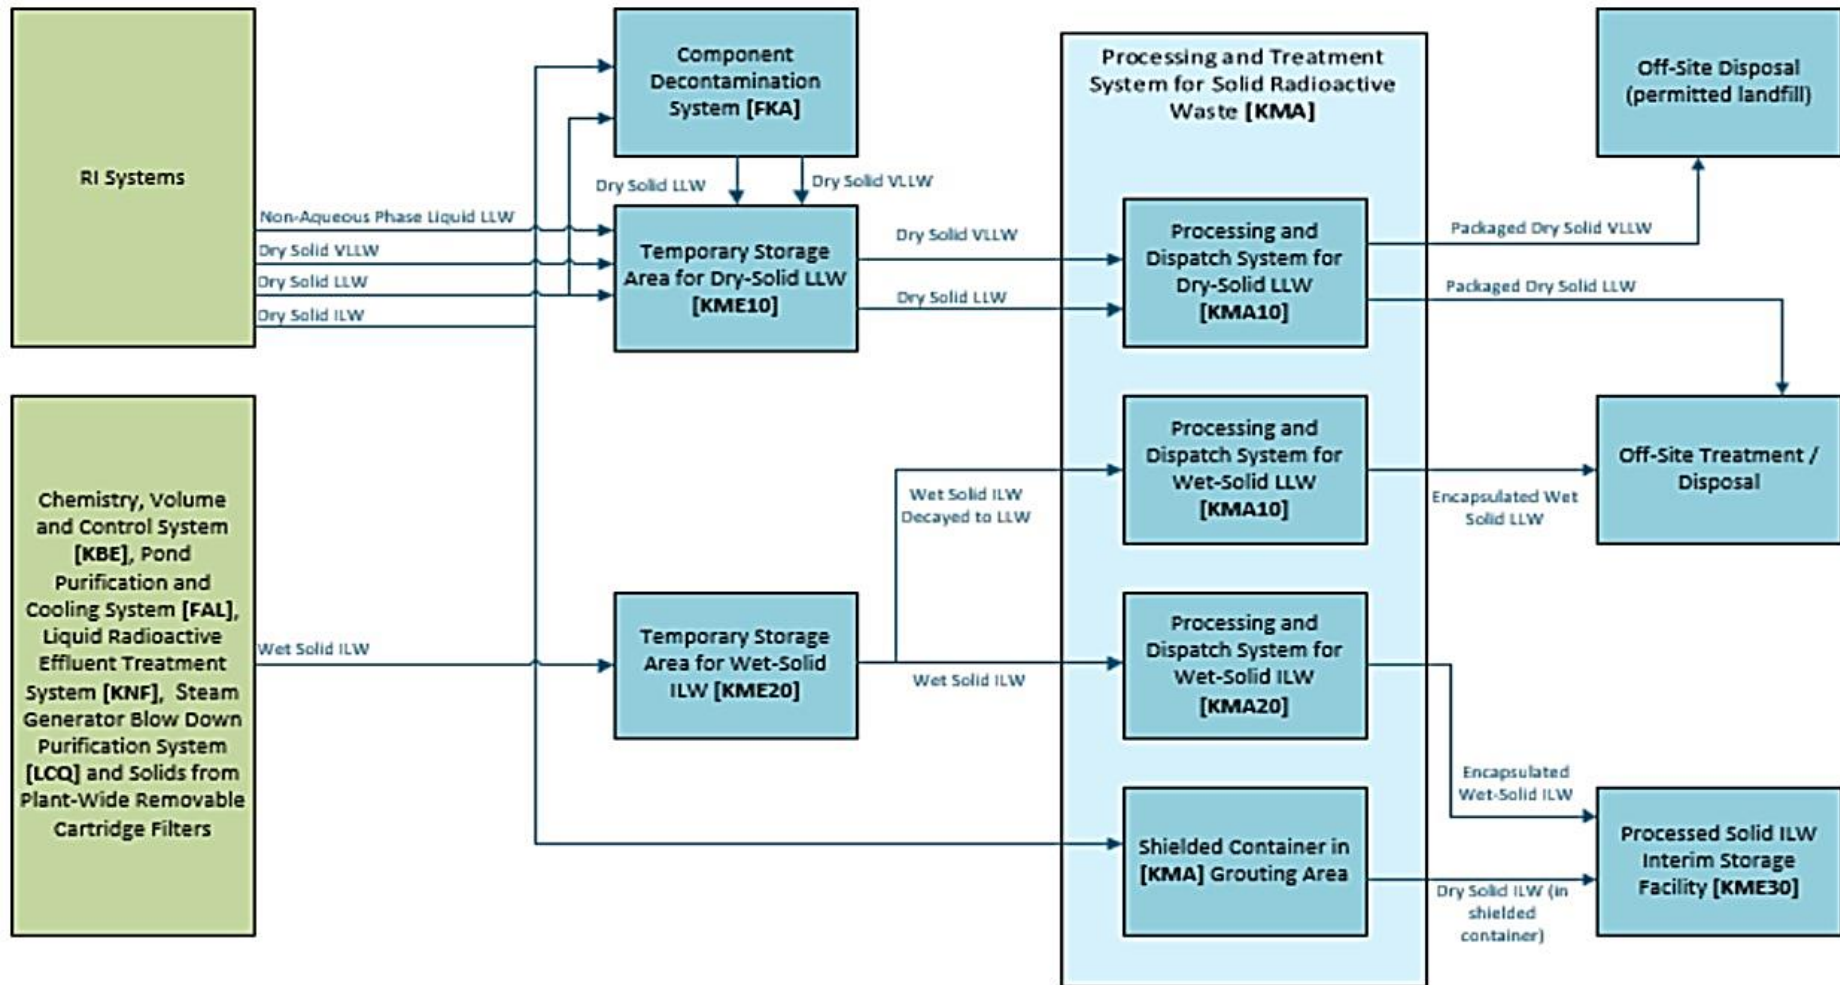 RI Systems
Component
Decontamination
System [FKA]
Processing and Treatment
System for Solid Radioactive
Waste [KMA]
Off-Site Disposal
(permitted landfill)
Dry Solid LLW
Dry Solid VLLW
Non-Aqueous Phase Liquid LLW
Dry Solid VLLW
Dry Solid LLW
Dry Solid ILW
Temporary Storage
Area for Dry-Solid LLW
[KME10]
Dry Solid VLLW
Dry Solid LLW
Processing and
Dispatch System for
Dry-Solid LLW
[KMA10]
Packaged Dry Solid VLLW
Packaged Dry Solid LLW
Chemistry, Volume
and Control System
[KBE], Pond
Purification and
Cooling System [FAL],
Liquid Radioactive
Effluent Treatment
System [KNF], Steam
Generator Blow Down
Purification System
[LCQ] and Solids from
Plant-Wide Removable
Cartridge Filters
Wet Solid ILW
Temporary Storage
Area for Wet-Solid
ILW [KME20]
Wet Solid ILW
Decayed to LLW
Wet Solid ILW
Processing and
Dispatch System for
Wet-Solid LLW
[KMA10]
Encapsulated Wet
Solid LLW
Off-Site Treatment /
Disposal
Processing and
Dispatch System for
Wet-Solid ILW
[KMA20]
Encapsulated
Wet-Solid ILW
Shielded Container in
[KMA] Grouting Area
Dry Solid ILW (in
shielded
container)
Processed Solid ILW
Interim Storage
Facility [KME30]